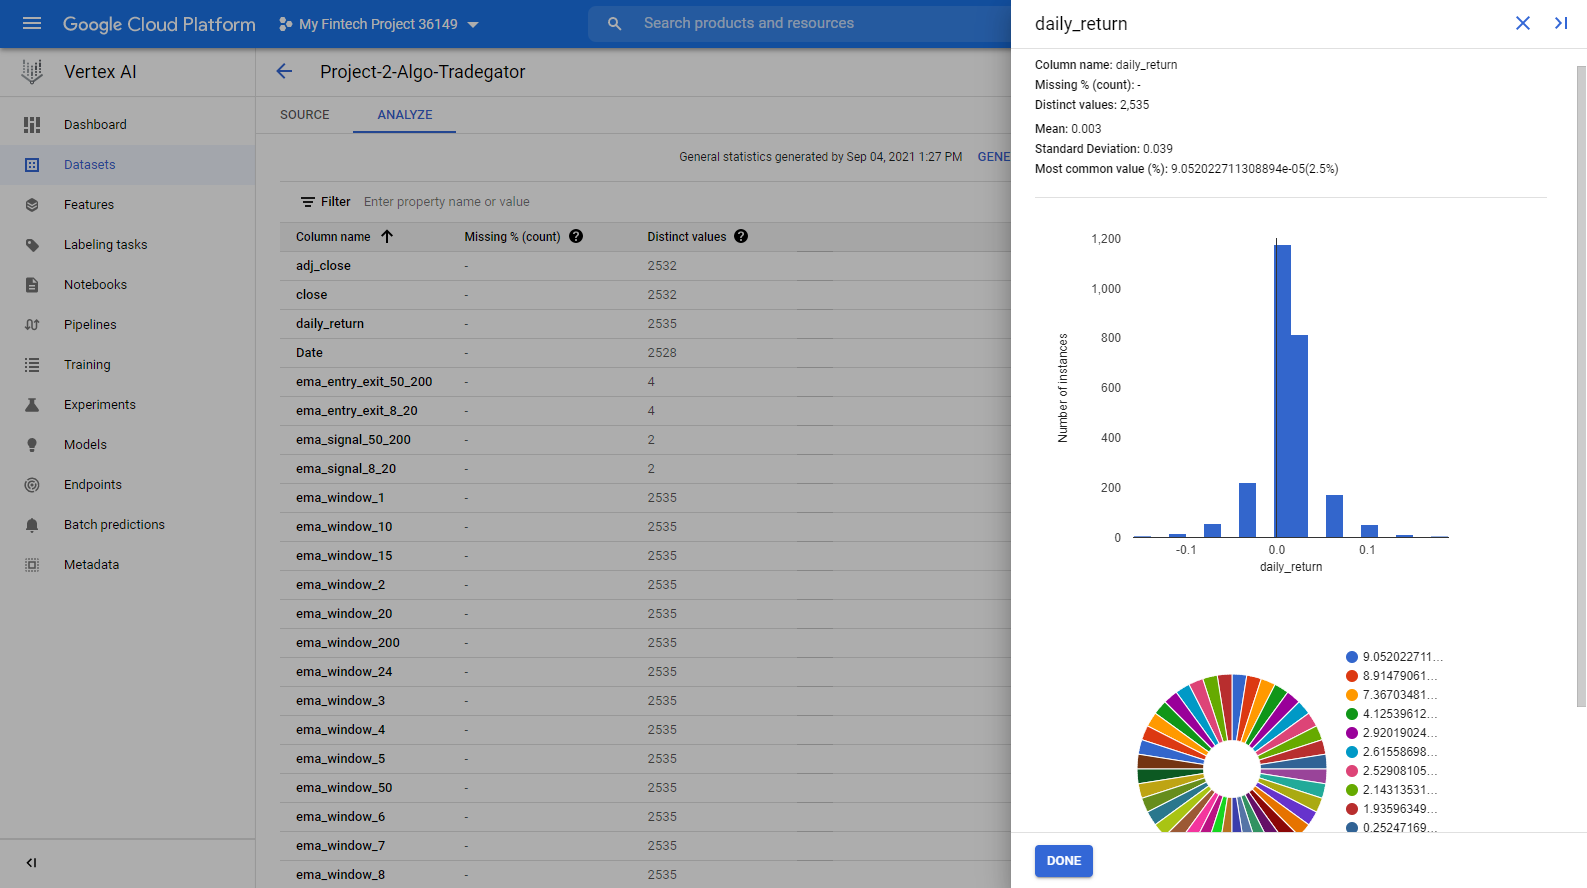 Google Cloud Platform
My Fintech Project 36149
Search products and resources
Vertex AI
Dashboard
Datasets
Features
Labeling tasks
Notebooks
Pipelines
Training
Experiments
Models
Endpoints
Batch predictions
Metadata
Project-2-Algo-Tradegator
SOURCE
ANALYZE
General statistics generated by Sep 04, 2021 1:27 PM GENE
Filter Enter property name or value
Column name Missing % (count) ? Distinct values ?
adj_close - 2532
close - 2532
daily_return - 2535
Date - 2528
ema_entry_exit_50_200 - 4
ema_entry_exit_8_20 - 4
ema_signal_50_200 - 2
ema_signal_8_20 - 2
ema_window_1 - 2535
ema_window_10 - 2535
ema_window_15 - 2535
ema_window_2 - 2535
ema_window_20 - 2535
ema_window_200 - 2535
ema_window_24 - 2535
ema_window_3 - 2535
ema_window_4 - 2535
ema_window_5 - 2535
ema_window_50 - 2535
ema_window_6 - 2535
ema_window_7 - 2535
ema_window_8 - 2535
daily_return
Column name: daily_return
Missing % (count): -
Distinct values: 2,535
Mean: 0.003
Standard Deviation: 0.039
Most common value (%): 9.052022711308894e-05(2.5%)
1,200
1,000
800
600
400
200
0
Number of instances
-0.1 0.0 0.1
daily_return
9.052022711...
8.91479061...
7.36703481...
4.12539612...
2.92019024...
2.61558698...
2.52908105...
2.14313531...
1.93596349...
0.25247169...
DONE